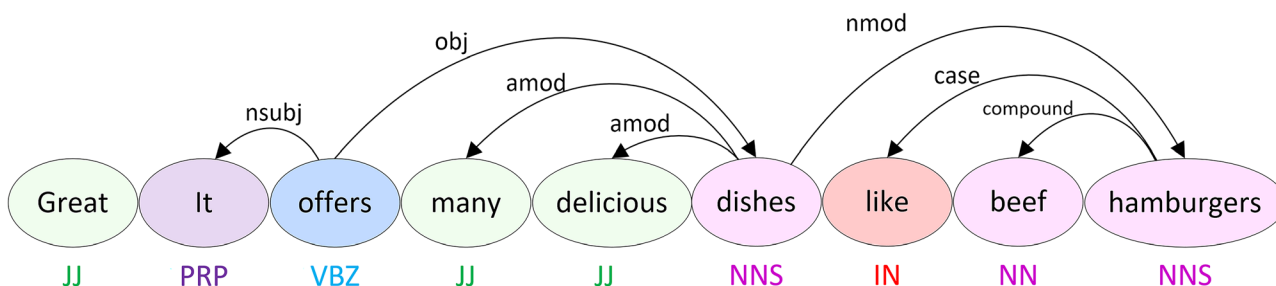 obj
nmod
amod
case
nsubj
amod
compound
Great It offers many delicious dishes like beef hamburgers
JJ PRP VBZ JJ JJ NNS IN NN NNS